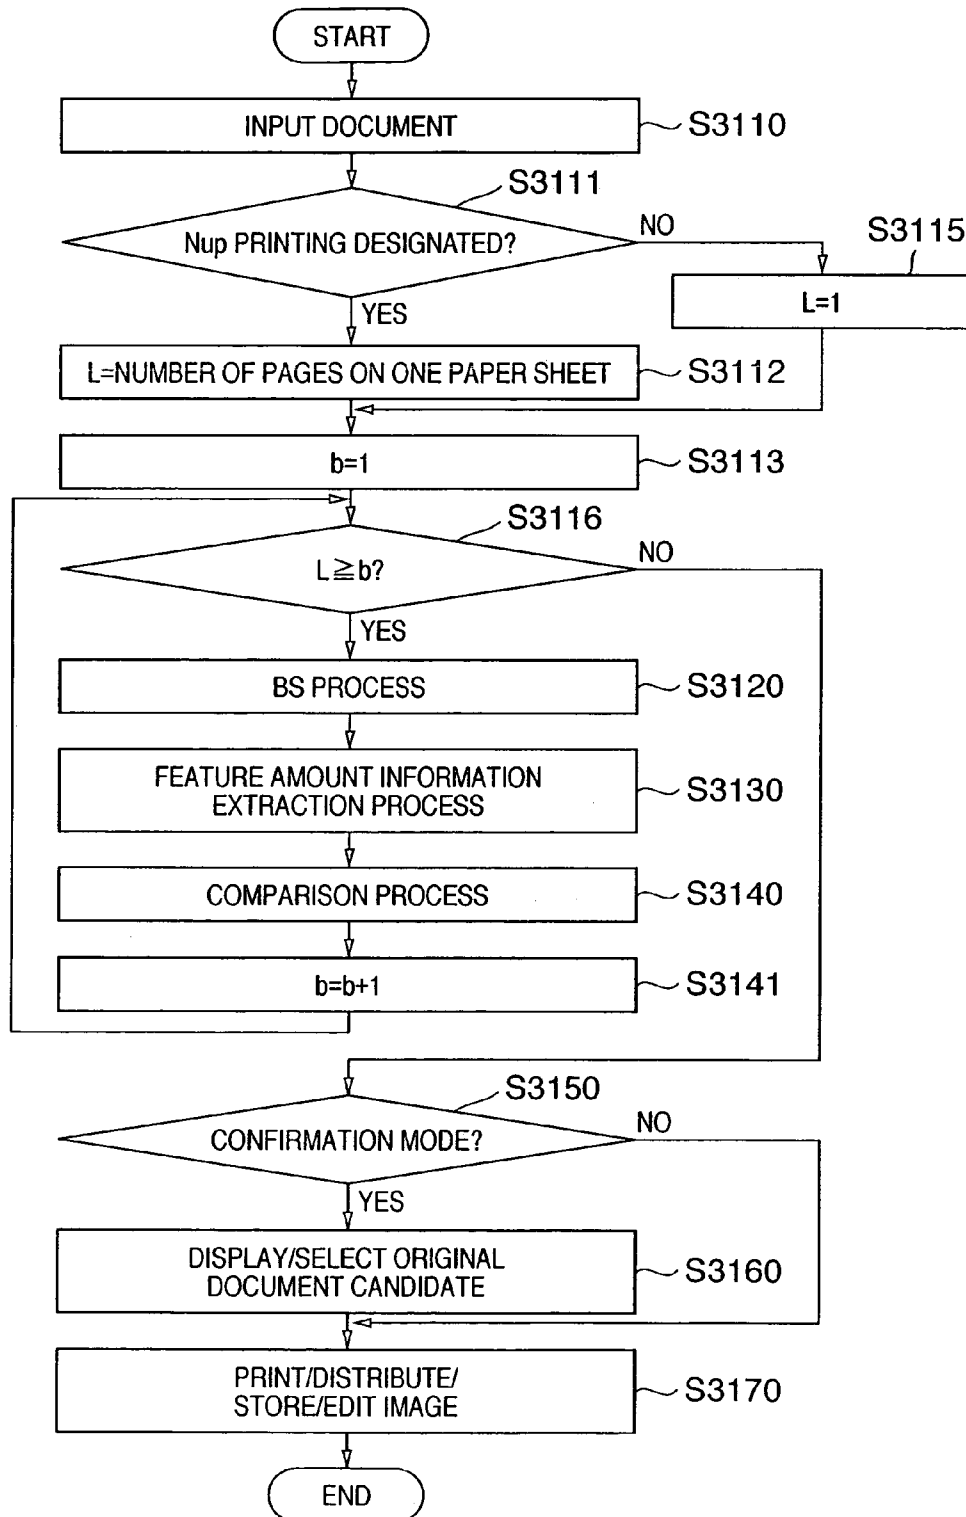 START
INPUT DOCUMENT
S3110
S3111
Nup PRINTING DESIGNATED?
NO
S3115
L=1
YES
L=NUMBER OF PAGES ON ONE PAPER SHEET
S3112
b=1
S3113
S3116
L≧b?
NO
YES
BS PROCESS
S3120
FEATURE AMOUNT INFORMATION
EXTRACTION PROCESS
S3130
COMPARISON PROCESS
S3140
b=b+1
S3141
S3150
CONFIRMATION MODE?
NO
YES
DISPLAY/SELECT ORIGINAL
DOCUMENT CANDIDATE
S3160
PRINT/DISTRIBUTE/
STORE/EDIT IMAGE
S3170
END